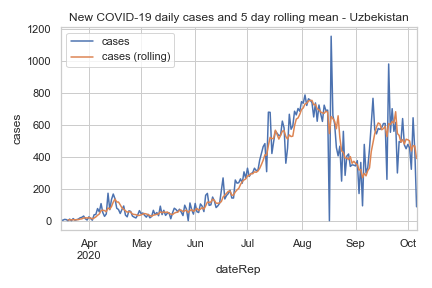 New COVID-19 daily cases and 5 day rolling mean - Uzbekistan
1200
1000
800
600
400
200
0
cases
cases
cases (rolling)
Apr
2020
May
Jun
Jul
Aug
Sep
Oct
dateRep